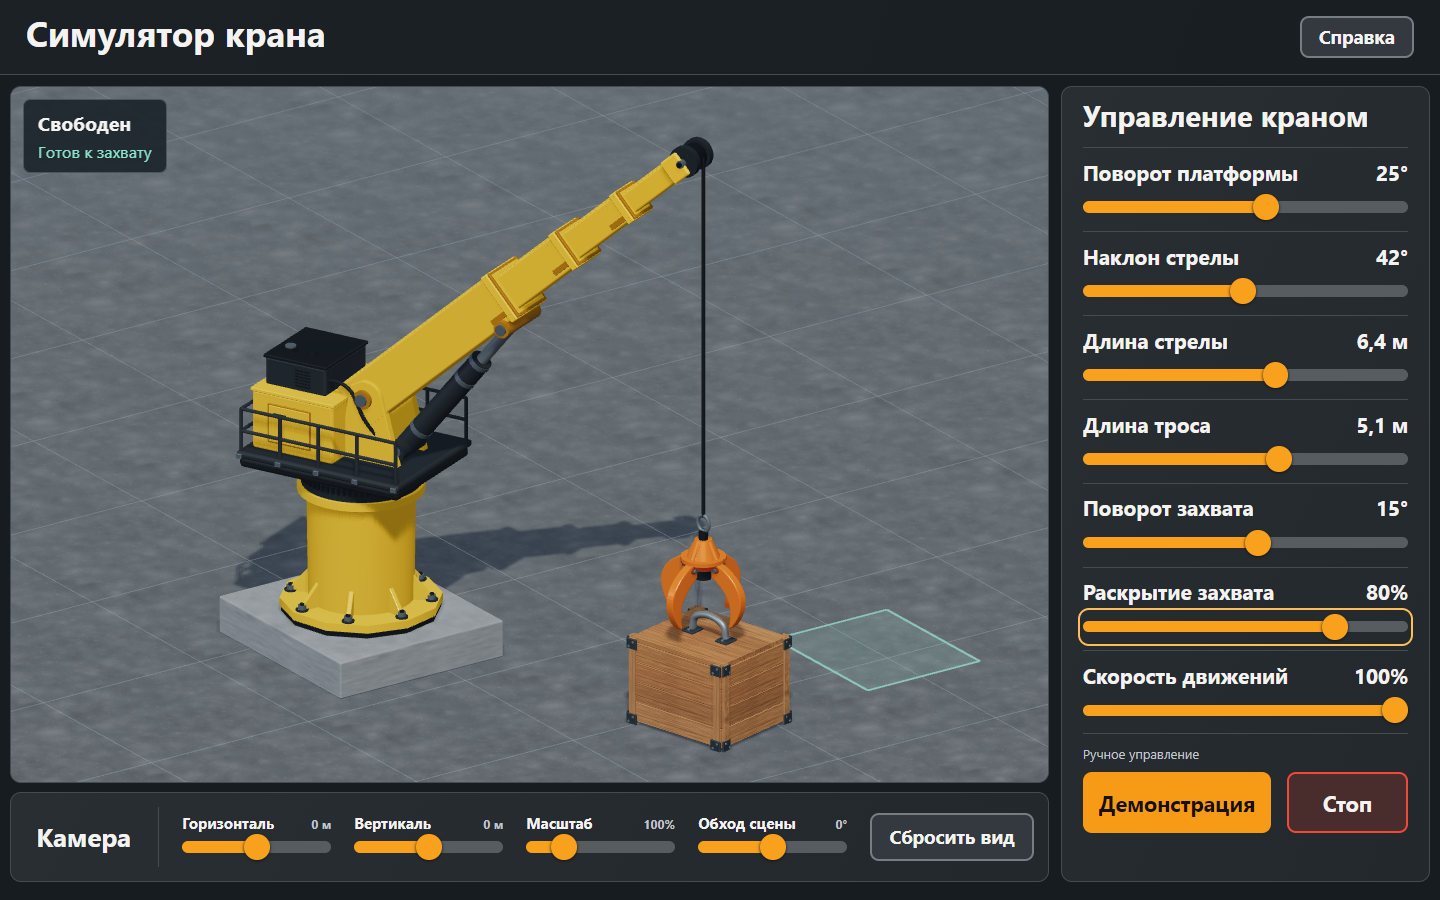 Симулятор крана
Справка
Свободен
Готов к захвату
Управление краном
Поворот платформы 25°
Наклон стрелы 42°
Длина стрелы 6,4 м
Длина троса 5,1 м
Поворот захвата 15°
Раскрытие захвата 80%
Скорость движений 100%
Ручное управление
Демонстрация Стоп
Камера
Горизонталь 0 м Вертикаль 0 м Масштаб 100% Обход сцены 0°
Сбросить вид